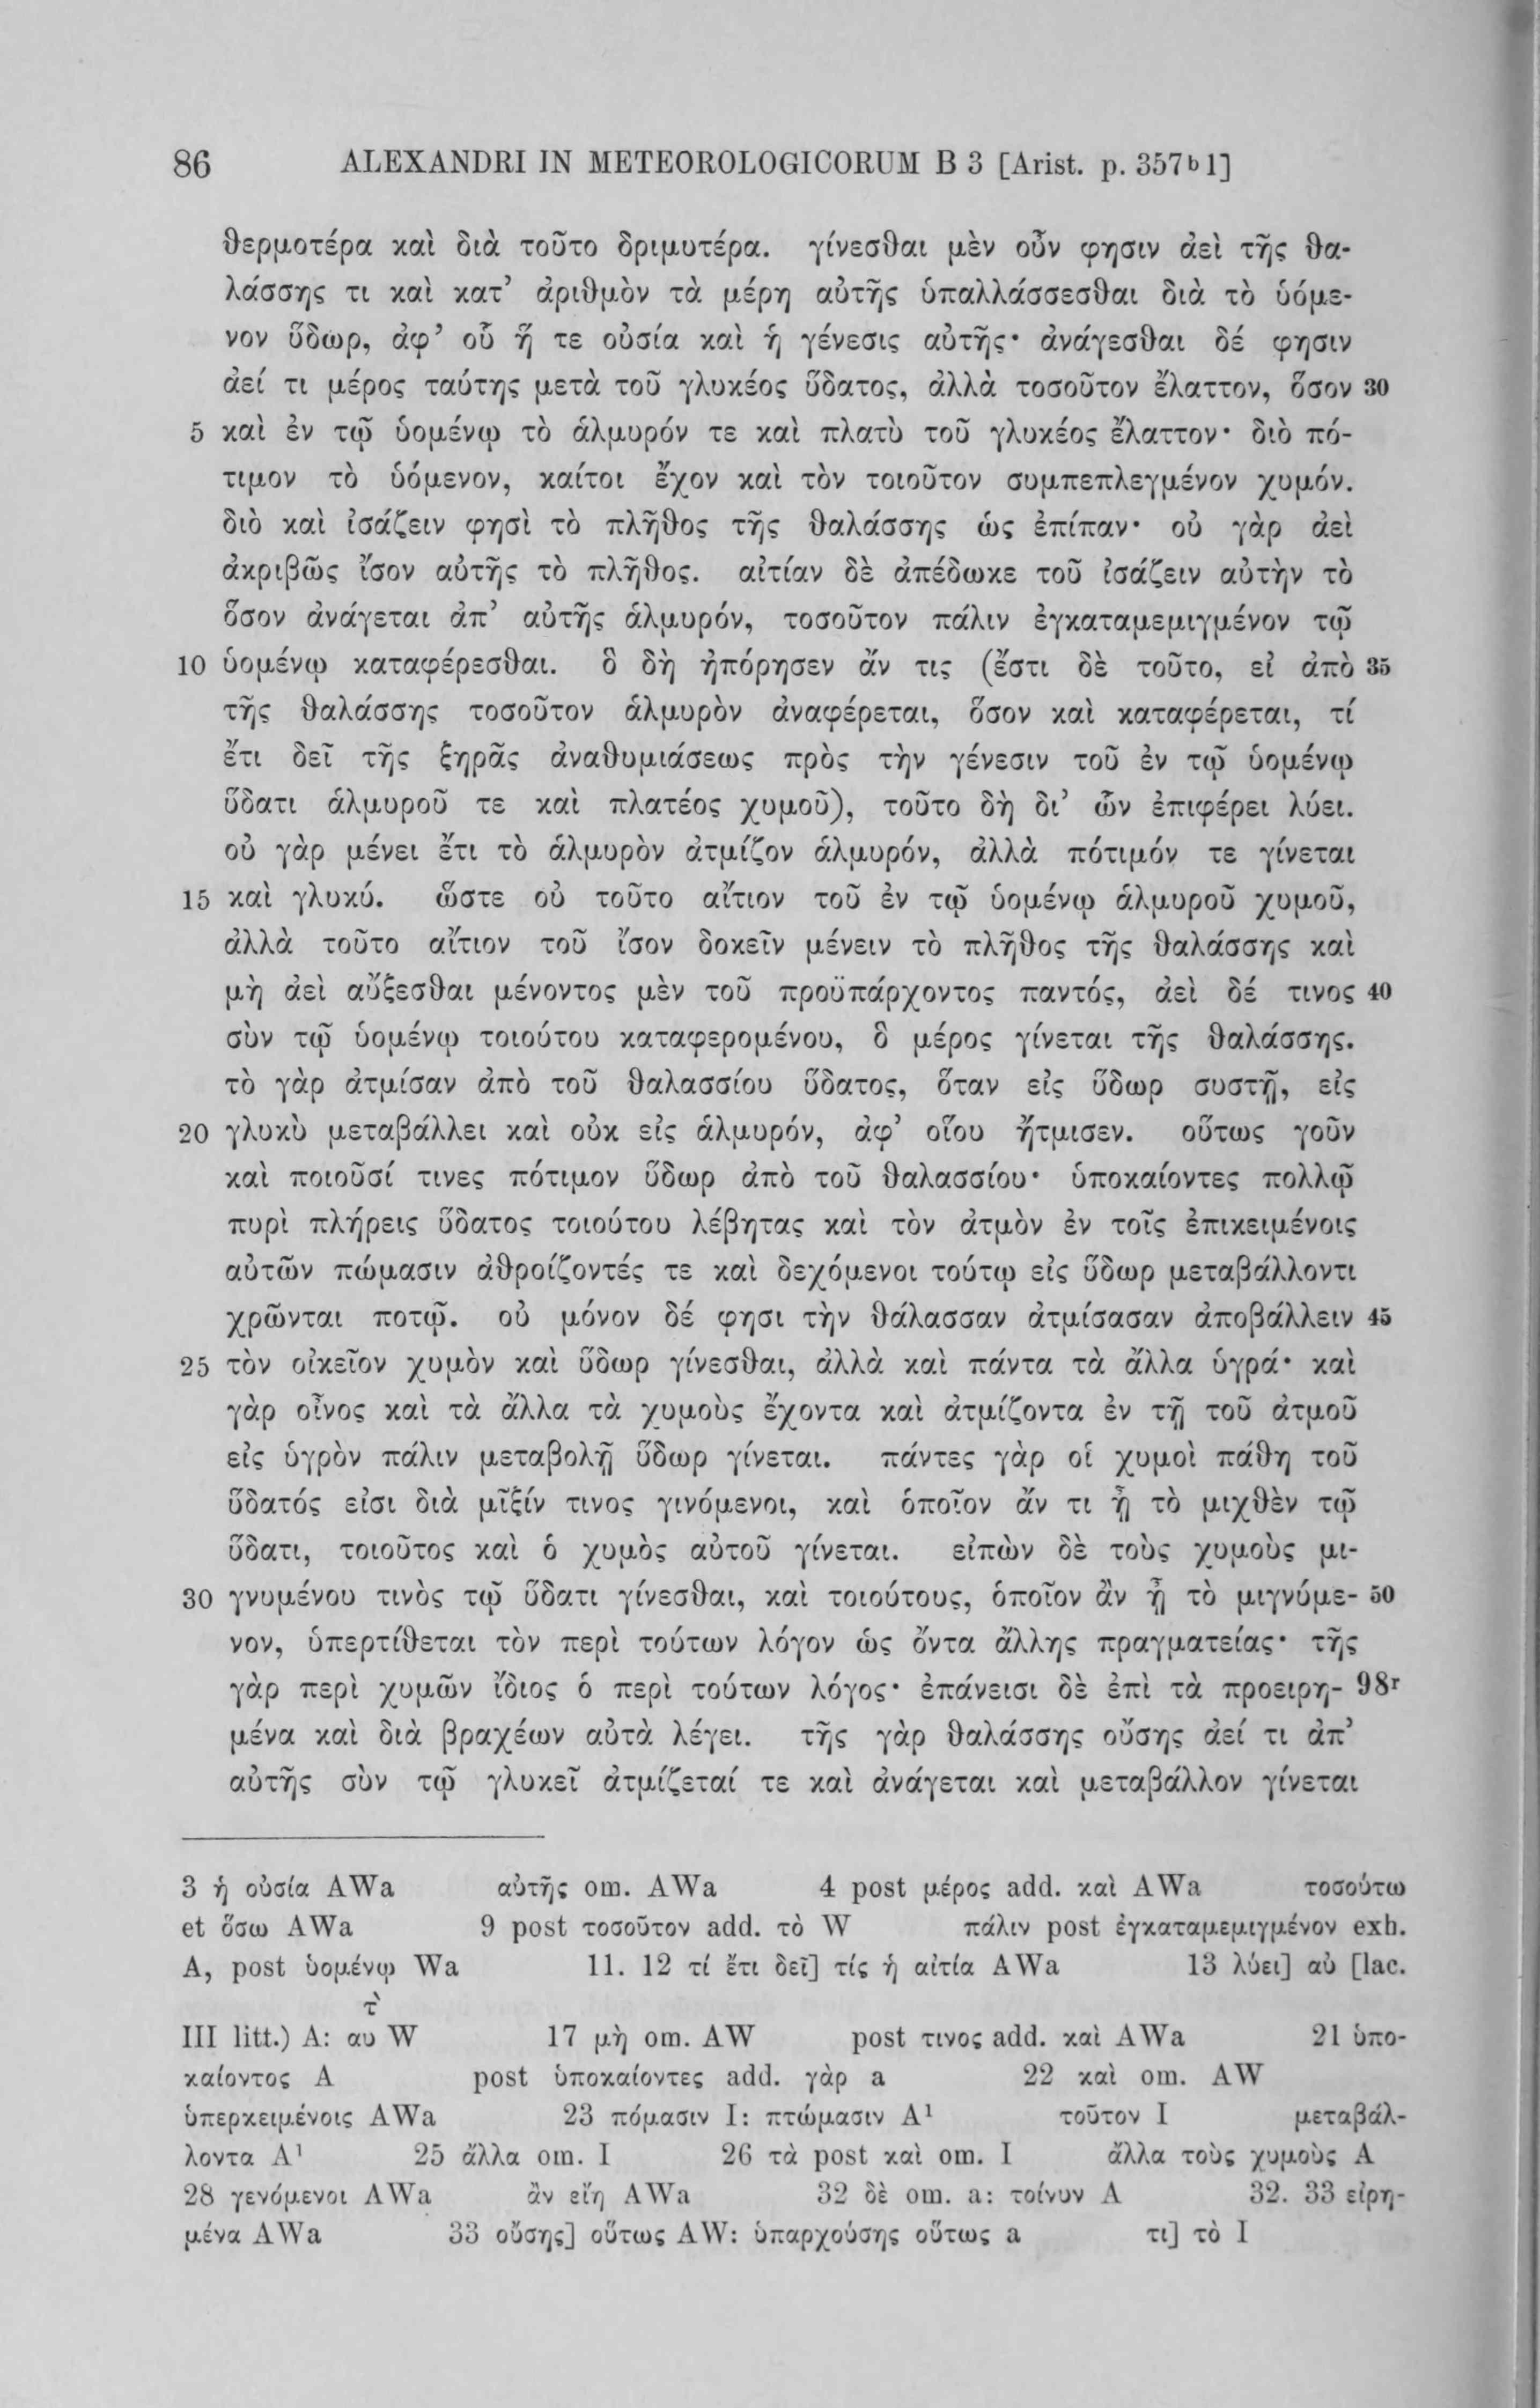 86 ALEXANDRI IN METEOROLOGICORUM B 3 [Arist. p. 357b1]
θερμοτέρα καὶ διὰ τοῦτο δριμυτέρα. γίνεσθαι μὲν οὖν φησιν ἀεὶ τῆς θα-
λάσσης τι καὶ κατ’ ἀριθμὸν τὰ μέρη αὐτῆς ὑπαλλάσσεσθαι διὰ τὸ ὑόμε-
νον ὕδωρ, ἀφ’ οὗ ἥ τε οὐσία καὶ ἡ γένεσις αὐτῆς· ἀνάγεσθαι δέ φησιν
ἀεί τι μέρος ταύτης μετὰ τοῦ γλυκέος ὕδατος, ἀλλὰ τοσοῦτον ἔλαττον, ὅσον 30
5 καὶ ἐν τῷ ὑομένῳ τὸ ἁλμυρόν τε καὶ πλατὺ τοῦ γλυκέος ἔλαττον· διὸ πό-
τιμον τὸ ὑόμενον, καίτοι ἔχον καὶ τὸν τοιοῦτον συμπεπλεγμένον χυμόν.
διὸ καὶ ἰσάζειν φησὶ τὸ πλῆθος τῆς θαλάσσης ὡς ἐπίπαν· οὐ γὰρ ἀεὶ
ἀκριβῶς ἴσον αὐτῆς τὸ πλῆθος. αἰτίαν δὲ ἀπέδωκε τοῦ ἰσάζειν αὐτὴν τὸ
ὅσον ἀνάγεται ἀπ’ αὐτῆς ἁλμυρόν, τοσοῦτον πάλιν ἐγκαταμεμιγμένον τῷ
10 ὑομένῳ καταφέρεσθαι. ὃ δὴ ἠπόρησεν ἄν τις (ἔστι δὲ τοῦτο, εἰ ἀπὸ 35
τῆς θαλάσσης τοσοῦτον ἁλμυρὸν ἀναφέρεται, ὅσον καὶ καταφέρεται, τί
ἔτι δεῖ τῆς ξηρᾶς ἀναθυμιάσεως πρὸς τὴν γένεσιν τοῦ ἐν τῷ ὑομένῳ
ὕδατι ἁλμυροῦ τε καὶ πλατέος χυμοῦ), τοῦτο δὴ δι’ ὧν ἐπιφέρει λύει.
οὐ γὰρ μένει ἔτι τὸ ἁλμυρὸν ἀτμίζον ἁλμυρόν, ἀλλὰ πότιμόν τε γίνεται
15 καὶ γλυκύ. ὥστε οὐ τοῦτο αἴτιον τοῦ ἐν τῷ ὑομένῳ ἁλμυροῦ χυμοῦ,
ἀλλὰ τοῦτο αἴτιον τοῦ ἴσον δοκεῖν μένειν τὸ πλῆθος τῆς θαλάσσης καὶ
μὴ ἀεὶ αὔξεσθαι μένοντος μὲν τοῦ προϋπάρχοντος παντός, ἀεὶ δέ τινος 40
σὺν τῷ ὑομένῳ τοιούτου καταφερομένου, ὃ μέρος γίνεται τῆς θαλάσσης.
τὸ γὰρ ἀτμίσαν ἀπὸ τοῦ θαλασσίου ὕδατος, ὅταν εἰς ὕδωρ συστῇ, εἰς
20 γλυκὺ μεταβάλλει καὶ οὐκ εἰς ἁλμυρόν, ἀφ’ οἵου ἤτμισεν. οὕτως γοῦν
καὶ ποιοῦσί τινες πότιμον ὕδωρ ἀπὸ τοῦ θαλασσίου· ὑποκαίοντες πολλῷ
πυρὶ πλήρεις ὕδατος τοιούτου λέβητας καὶ τὸν ἀτμὸν ἐν τοῖς ἐπικειμένοις
αὐτῶν πώμασιν ἀθροίζοντές τε καὶ δεχόμενοι τούτῳ εἰς ὕδωρ μεταβάλλοντι
χρῶνται ποτῷ. οὐ μόνον δέ φησι τὴν θάλασσαν ἀτμίσασαν ἀποβάλλειν 45
25 τὸν οἰκεῖον χυμὸν καὶ ὕδωρ γίνεσθαι, ἀλλὰ καὶ πάντα τὰ ἄλλα ὑγρά· καὶ
γὰρ οἶνος καὶ τὰ ἄλλα τὰ χυμοὺς ἔχοντα καὶ ἀτμίζοντα ἐν τῇ τοῦ ἀτμοῦ
εἰς ὑγρὸν πάλιν μεταβολῇ ὕδωρ γίνεται. πάντες γὰρ οἱ χυμοὶ πάθη τοῦ
ὕδατός εἰσι διὰ μῖξίν τινος γινόμενοι, καὶ ὁποῖον ἄν τι ᾖ τὸ μιχθὲν τῷ
ὕδατι, τοιοῦτος καὶ ὁ χυμὸς αὐτοῦ γίνεται. εἰπὼν δὲ τοὺς χυμοὺς μι-
30 γνυμένου τινὸς τῷ ὕδατι γίνεσθαι, καὶ τοιούτους, ὁποῖον ἂν ᾖ τὸ μιγνύμε- 50
νον, ὑπερτίθεται τὸν περὶ τούτων λόγον ὡς ὄντα ἄλλης πραγματείας· τῆς
γὰρ περὶ χυμῶν ἴδιος ὁ περὶ τούτων λόγος· ἐπάνεισι δὲ ἐπὶ τὰ προειρη- 98r
μένα καὶ διὰ βραχέων αὐτὰ λέγει. τῆς γὰρ θαλάσσης οὔσης ἀεί τι ἀπ’
αὐτῆς σὺν τῷ γλυκεῖ ἀτμίζεταί τε καὶ ἀνάγεται καὶ μεταβάλλον γίνεται
3 ἡ οὐσία AWa αὐτῆς om. AWa 4 post μέρος add. καὶ AWa τοσούτω
et ὅσω AWa 9 post τοσοῦτον add. τὸ W πάλιν post ἐγκαταμεμιγμένον exh.
A, post ὑομένῳ Wa 11. 12 τί ἔτι δεῖ] τίς ἡ αἰτία AWa 13 λύει] αὐ [lac.
τ̀
III litt.) A: αυ W 17 μὴ om. AW post τινος add. καὶ AWa 21 ὑπο-
καίοντος A post ὑποκαίοντες add. γὰρ a 22 καὶ om. AW
ὑπερκειμένοις AWa 23 πόμασιν I: πτώμασιν A¹ τοῦτον I μεταβάλ-
λοντα A¹ 25 ἄλλα om. I 26 τὰ post καὶ om. I ἄλλα τοὺς χυμοὺς A
28 γενόμενοι AWa ἂν εἴη AWa 32 δὲ om. a: τοίνυν A 32. 33 εἰρη-
μένα AWa 33 οὔσης] οὕτως AW: ὑπαρχούσης οὕτως a τι] τὸ I